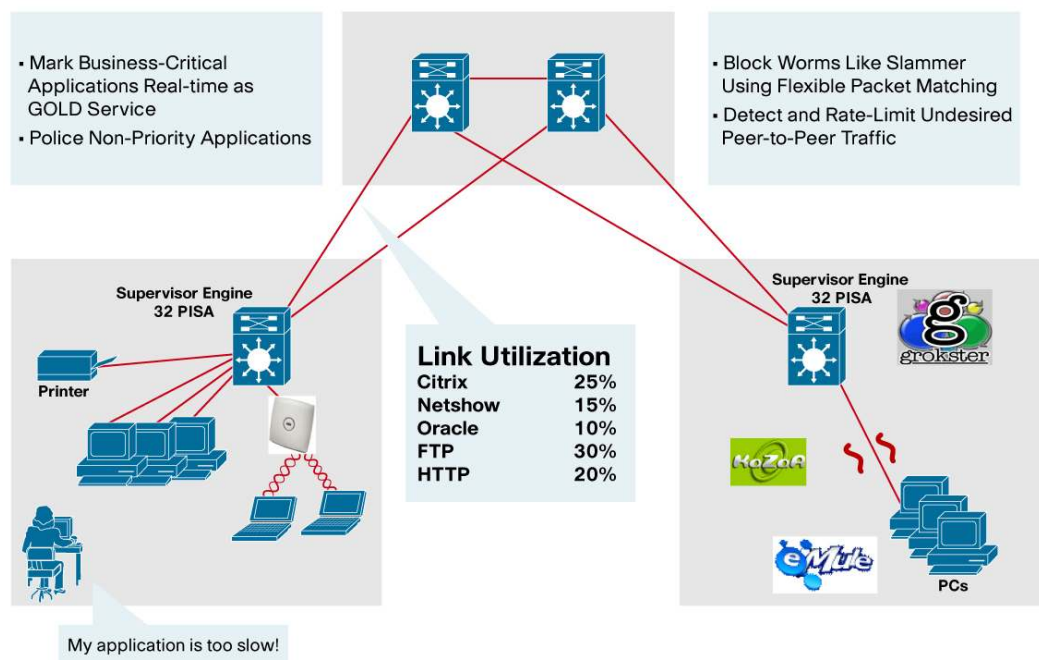 ▪ Mark Business-Critical
Applications Real-time as
GOLD Service
▪ Police Non-Priority Applications
▪ Block Worms Like Slammer
Using Flexible Packet Matching
▪ Detect and Rate-Limit Undesired
Peer-to-Peer Traffic
Supervisor Engine
32 PISA
Printer
Link Utilization
Citrix 25%
Netshow 15%
Oracle 10%
FTP 30%
HTTP 20%
Supervisor Engine
32 PISA
g
grokster
KaZaA
eMule
PCs
My application is too slow!